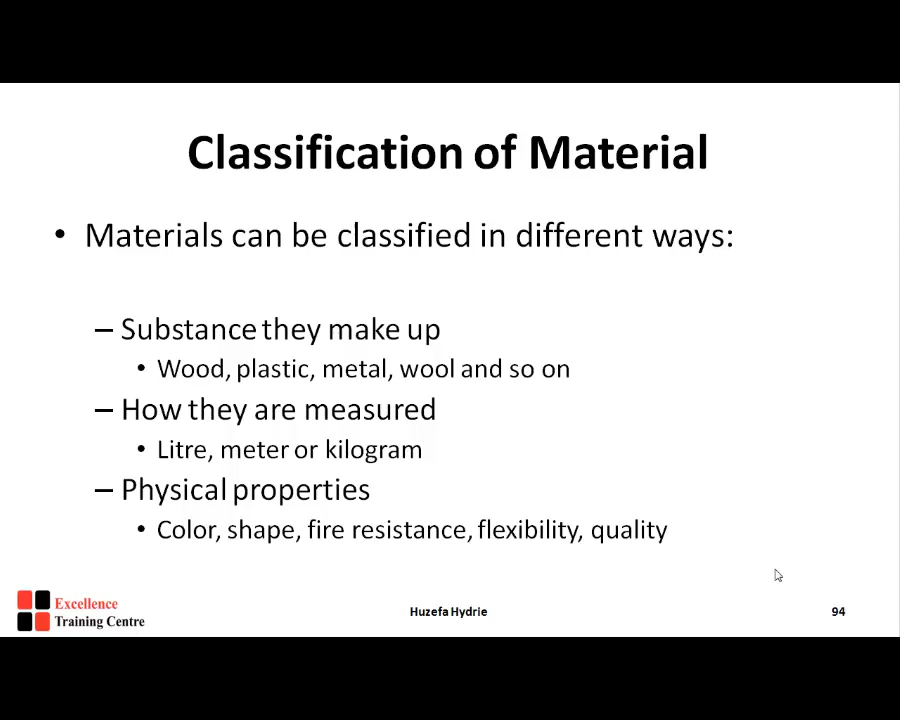 Classification of Material
• Materials can be classified in different ways:
– Substance they make up
• Wood, plastic, metal, wool and so on
– How they are measured
• Litre, meter or kilogram
– Physical properties
• Color, shape, fire resistance, flexibility, quality
Excellence
Training Centre
Huzefa Hydrie
94